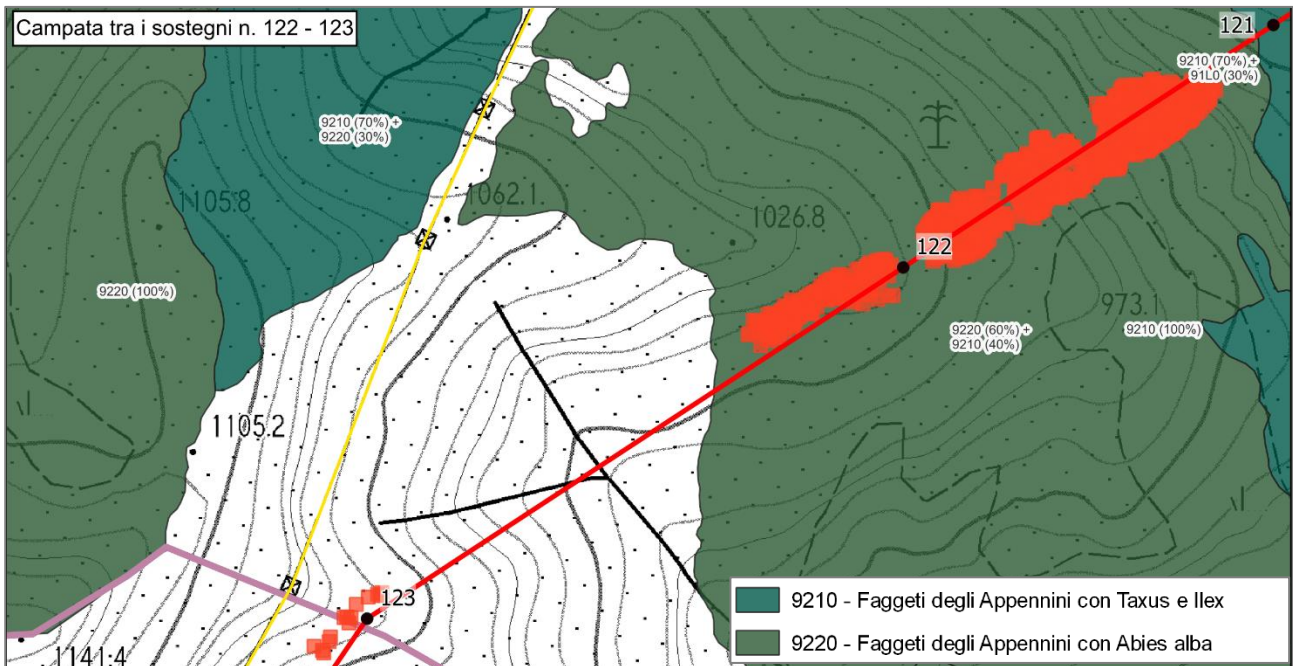 Campata tra i sostegni n. 122 - 123
121
9210 (70%) +
91L0 (30%)
9210 (70%) +
9220 (30%)
1105.8
1062.1
1026.8
122
9220 (100%)
973.1
9220 (60%) +
9210 (40%)
9210 (100%)
1105.2
123
1141.4
9210 - Faggeti degli Appennini con Taxus e Ilex
9220 - Faggeti degli Appennini con Abies alba